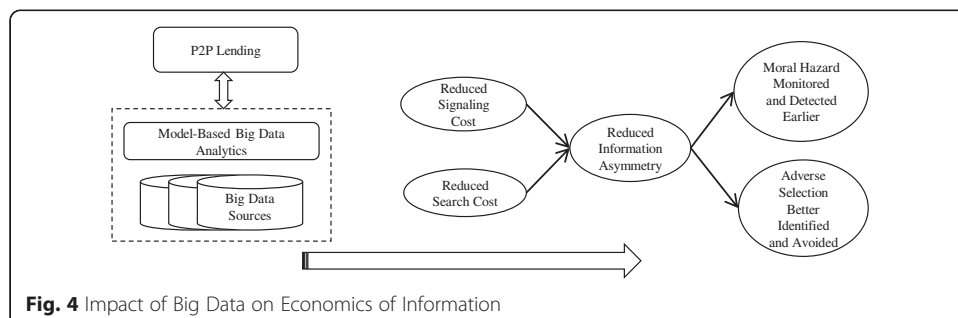 P2P Lending
Model-Based Big Data
Analytics
Big Data
Sources
Reduced
Signaling
Cost
Reduced
Search Cost
Reduced
Information
Asymmetry
Moral Hazard
Monitored
and Detected
Earlier
Adverse
Selection
Better
Identified
and Avoided
Fig. 4 Impact of Big Data on Economics of Information